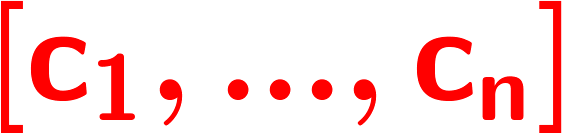 [c₁, ..., cₙ]